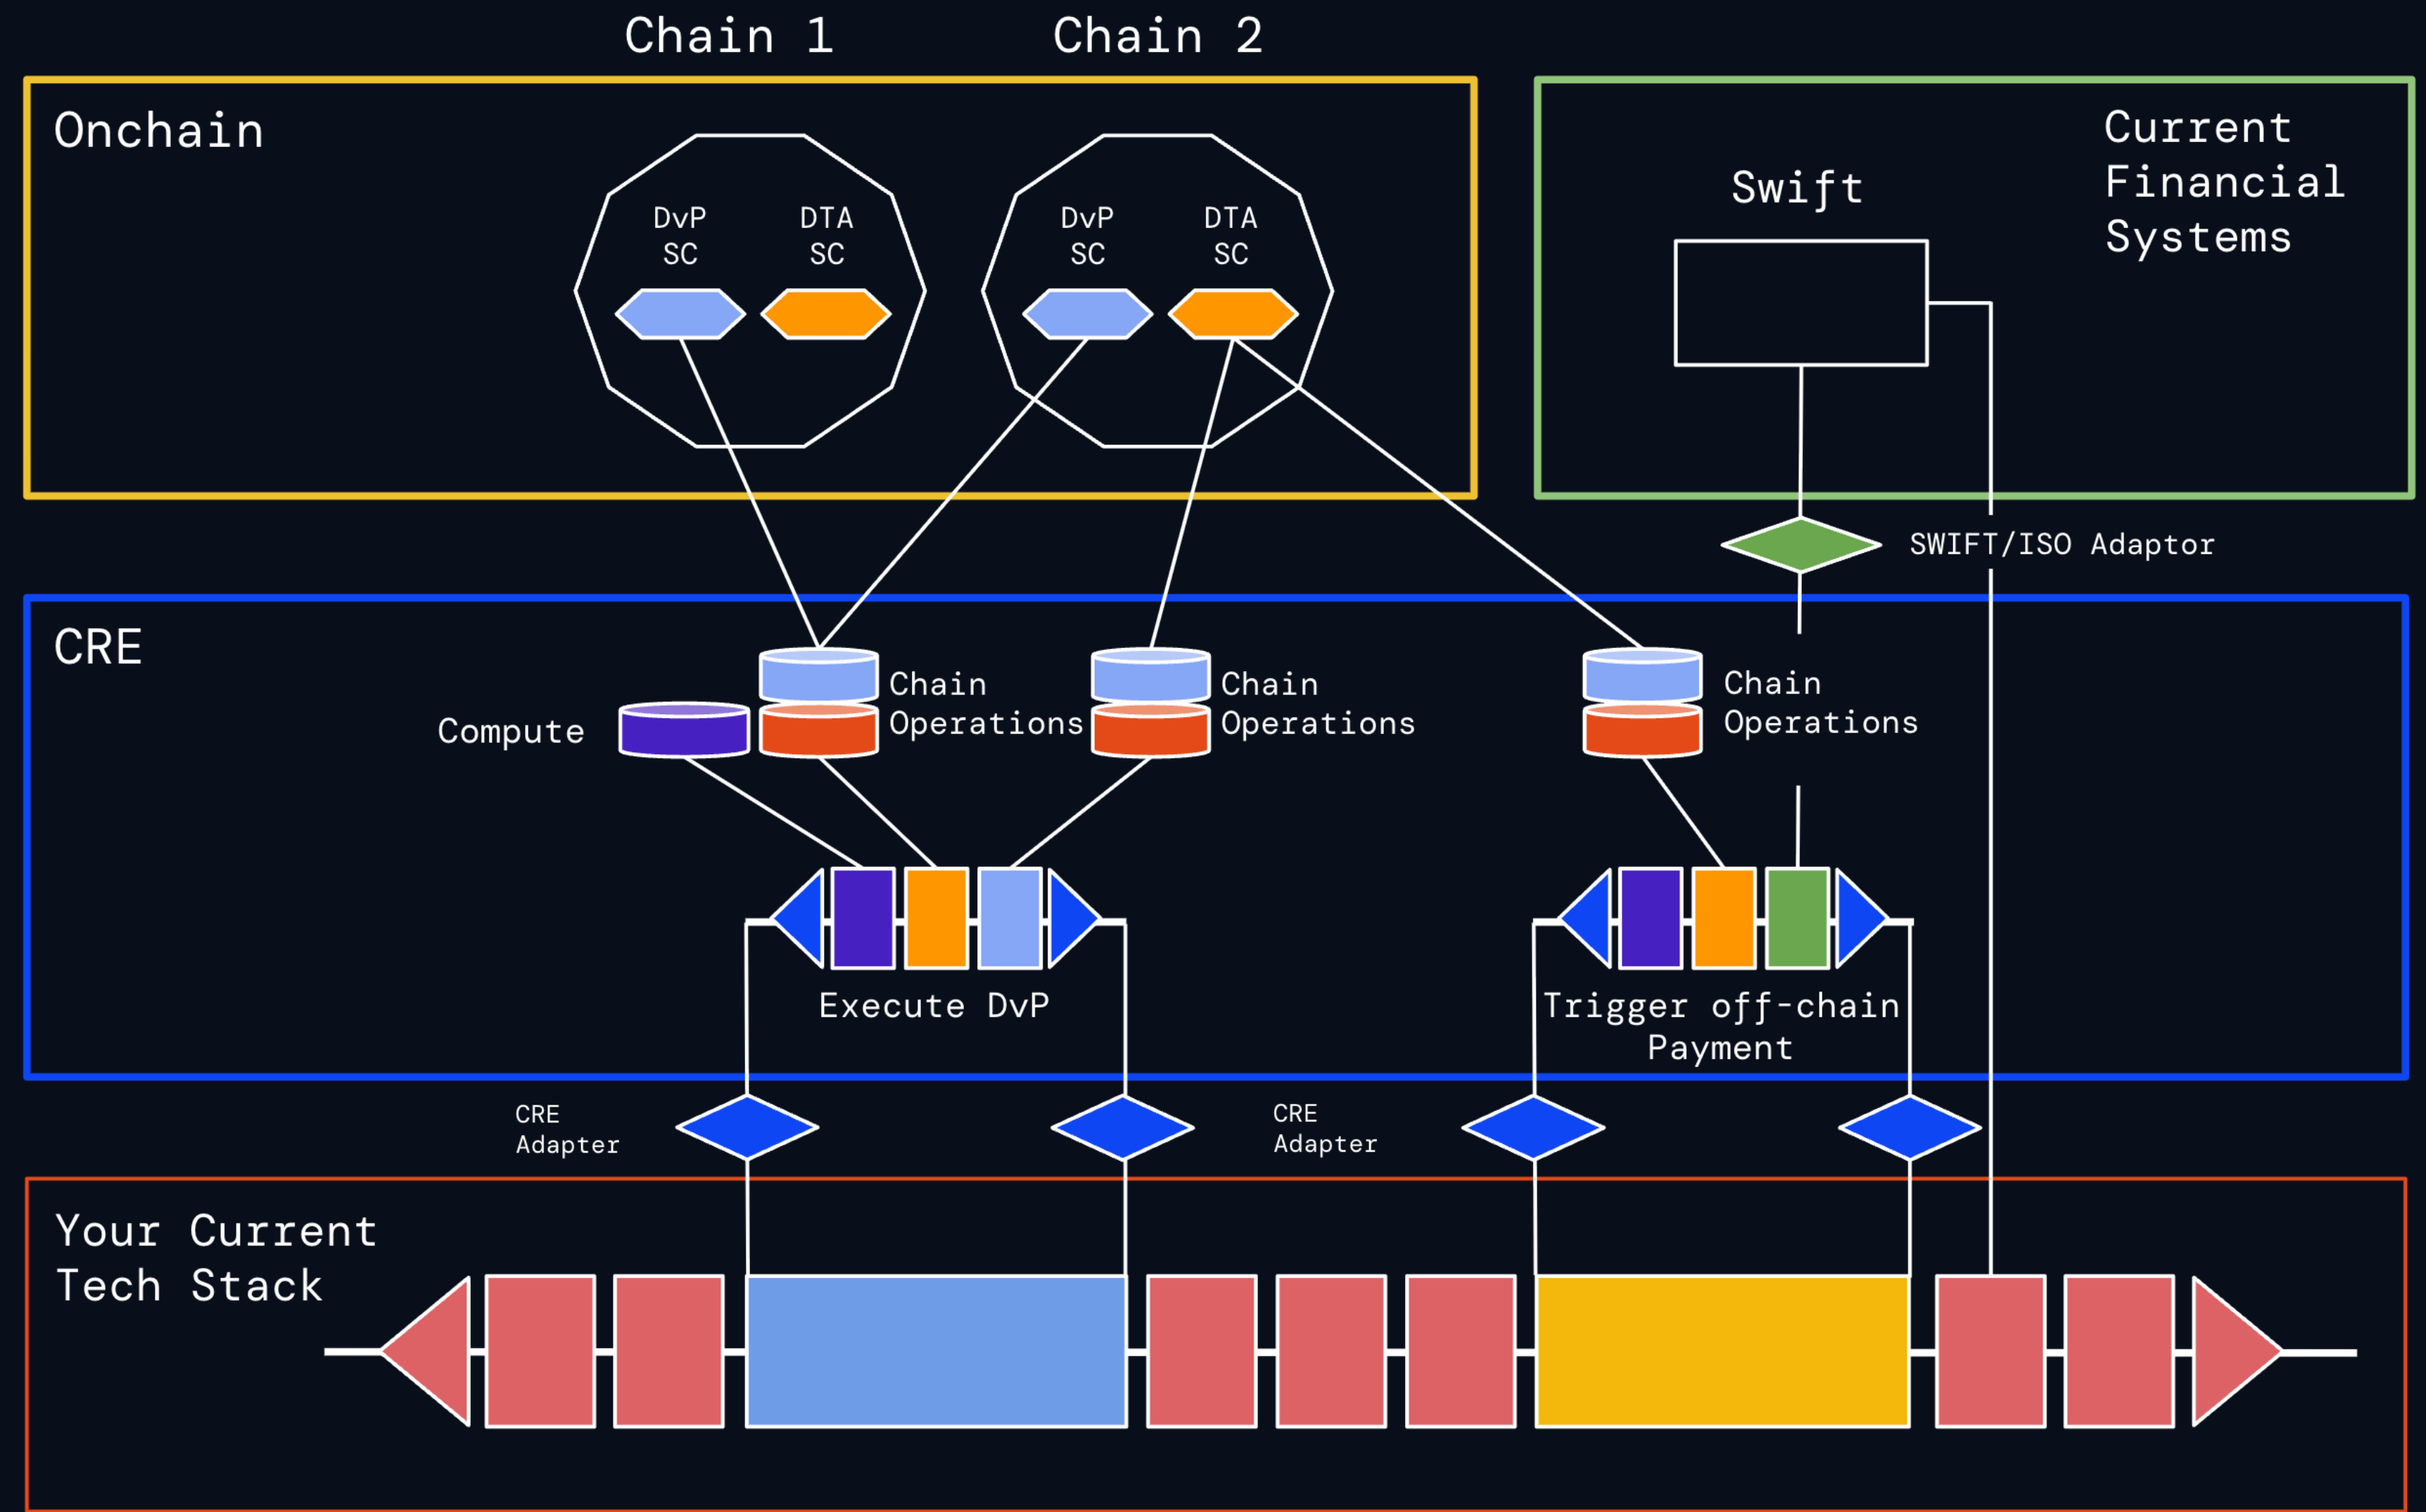 Chain 1
Chain 2
Onchain
DvP
SC
DTA
SC
DvP
SC
DTA
SC
Swift
Current
Financial
Systems
SWIFT/ISO Adaptor
CRE
Compute
Chain
Operations
Chain
Operations
Chain
Operations
Execute DvP
Trigger off-chain
Payment
CRE
Adapter
CRE
Adapter
Your Current
Tech Stack